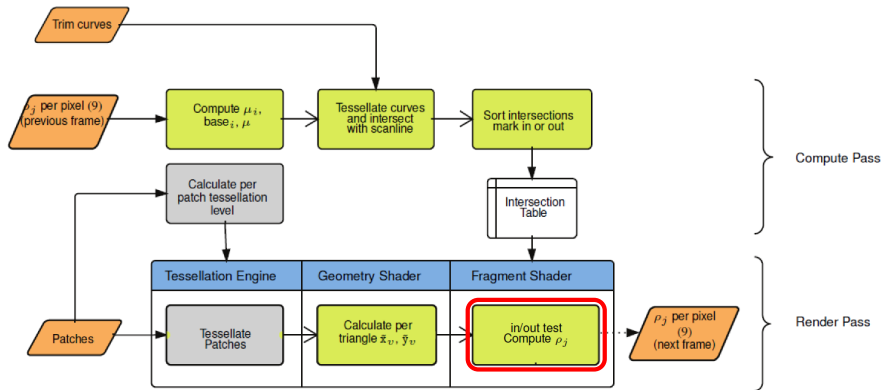 Trim curves
ρⱼ per pixel (9)
(previous frame)
Compute μᵢ,
baseᵢ, μ
Tessellate curves
and intersect
with scanline
Sort intersections
mark in or out
Compute Pass
Calculate per
patch tessellation
level
Intersection
Table
Tessellation Engine
Geometry Shader
Fragment Shader
Patches
Tessellate
Patches
Calculate per
triangle x̄ᵥ, ȳᵥ
in/out test
Compute ρⱼ
ρⱼ per pixel
(9)
(next frame)
Render Pass